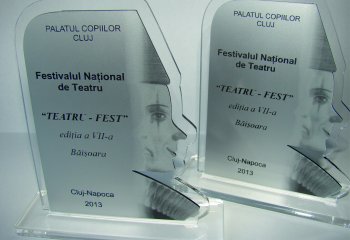 PALATUL COPIILOR
CLUJ
Festivalul Național
de Teatru
"TEATRU - FEST"
ediția a VII-a
Băișoara
Cluj-Napoca
2013
PALATUL COPIILOR
CLUJ
Festivalul Național
de Teatru
"TEATRU - FEST"
ediția a VII-a
Băișoara
Cluj-Napoca
2013